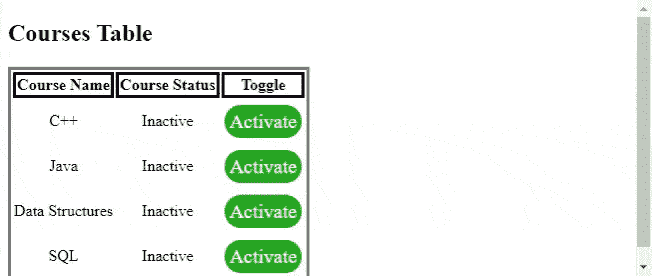 Courses Table
Course Name Course Status Toggle
C++ Inactive Activate
Java Inactive Activate
Data Structures Inactive Activate
SQL Inactive Activate